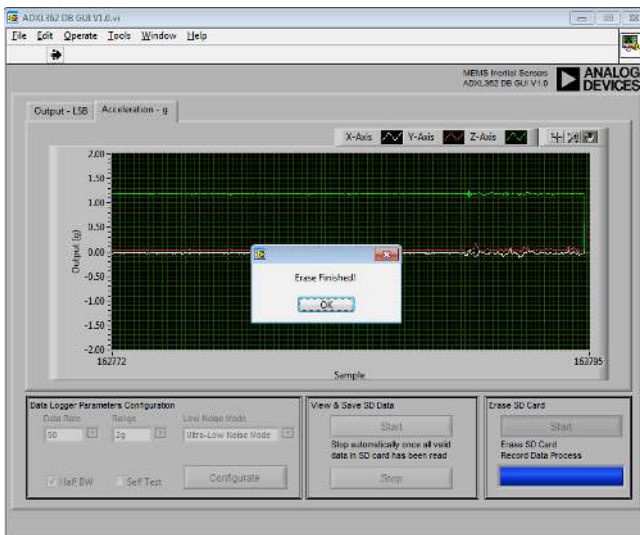 ADXL362 DB GUI V1.0.vi
File Edit Operate Tools Window Help
MEMS Inertial Sensors
ADXL362 DB GUI V1.0
ANALOG
DEVICES
Output - LSB Acceleration - g
X-Axis Y-Axis Z-Axis
2.00
1.50
1.00
0.50
0.00
-0.50
-1.00
-1.50
-2.00
Output (g)
162772 163795
Sample
Erase Finished!
OK
Data Logger Parameters Configuration
Data Rate Range Low Noise Mode
50 2g Ultra-Low Noise Mode
Half BW Self Test Configurate
View & Save SD Data
Start
Stop automatically once all valid
data in SD card has been read
Stop
Erase SD Card
Start
Erase SD Card
Record Data Process